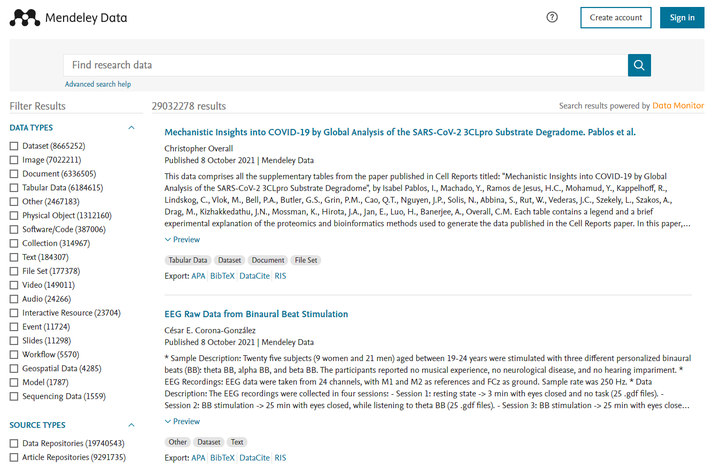 Mendeley Data
Create account
Sign in
Find research data
Advanced search help
Filter Results
29032278 results
Search results powered by Data Monitor
DATA TYPES
Dataset (8665252)
Image (7022211)
Document (6336505)
Tabular Data (6184615)
Other (2467183)
Physical Object (1312160)
Software/Code (387006)
Collection (314967)
Text (184307)
File Set (177378)
Video (149011)
Audio (24266)
Interactive Resource (23704)
Event (11724)
Slides (11298)
Workflow (5570)
Geospatial Data (4285)
Model (1787)
Sequencing Data (1559)
SOURCE TYPES
Data Repositories (19740543)
Article Repositories (9291735)
Mechanistic Insights into COVID-19 by Global Analysis of the SARS-CoV-2 3CLpro Substrate Degradome. Pablos et al.
Christopher Overall
Published 8 October 2021 | Mendeley Data
This data comprises all the supplementary tables from the paper published in Cell Reports titled: "Mechanistic Insights into COVID-19 by Global
Analysis of the SARS-CoV-2 3CLpro Substrate Degradome", by Isabel Pablos, I., Machado, Y., Ramos de Jesus, H.C., Mohamud, Y., Kappelhoff, R.,
Lindskog, C., Vlok, M., Bell, P.A., Butler, G.S., Grin, P.M., Cao, Q.T., Nguyen, J.P., Solis, N., Abbina, S., Rut, W., Vederas, J.C., Szekely, L., Szakos, A.,
Drag, M., Kizhakkedathu, J.N., Mossman, K., Hirota, J.A., Jan, E., Luo, H., Banerjee, A., Overall, C.M. Each table contains a legend and a brief
experimental explanation of the proteomics and bioinformatics methods used to generate the data published in the Cell Reports paper. In this paper,...
Preview
Tabular Data Dataset Document File Set
Export: APA BibTeX DataCite RIS
EEG Raw Data from Binaural Beat Stimulation
César E. Corona-González
Published 8 October 2021 | Mendeley Data
* Sample Description: Twenty five subjects (9 women and 21 men) aged between 19-24 years were stimulated with three different personalized binaural
beats (BB): theta BB, alpha BB, and beta BB. The participants reported no musical experience, no neurological disease, and no hearing impariment. *
EEG Recordings: EEG data were taken from 24 channels, with M1 and M2 as references and FCz as ground. Sample rate was 250 Hz. * Data
Description: The EEG recordings were collected in four sessions: - Session 1: resting state -> 3 min with eyes closed and no task (25 .gdf files). -
Session 2: BB stimulation -> 25 min with eyes closed, while listening to theta BB (25 .gdf files). - Session 3: BB stimulation -> 25 min with eyes close...
Preview
Other Dataset Text
Export: APA BibTeX DataCite RIS